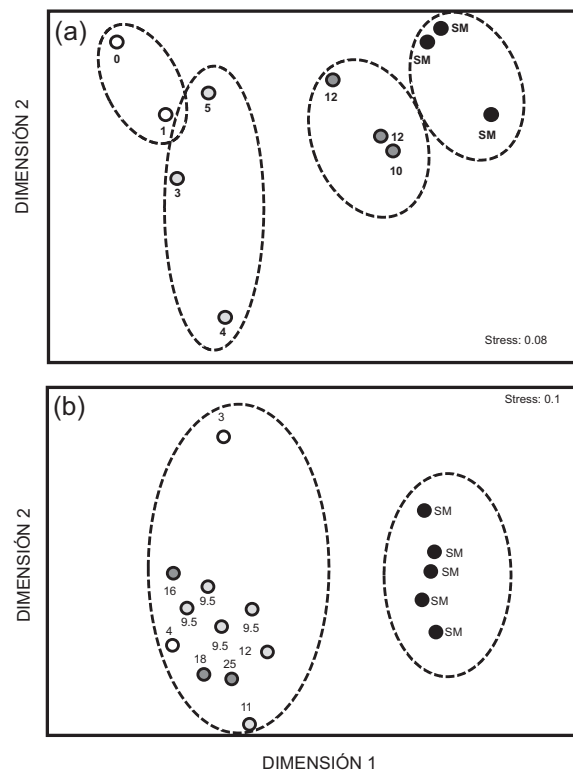 (a)
0
1
5
3
4
12
12
10
SM
SM
SM
DIMENSIÓN 2
Stress: 0.08
(b)
Stress: 0.1
3
16
9.5
9.5
9.5
9.5
4
12
18
25
11
SM
SM
SM
SM
SM
DIMENSIÓN 2
DIMENSIÓN 1